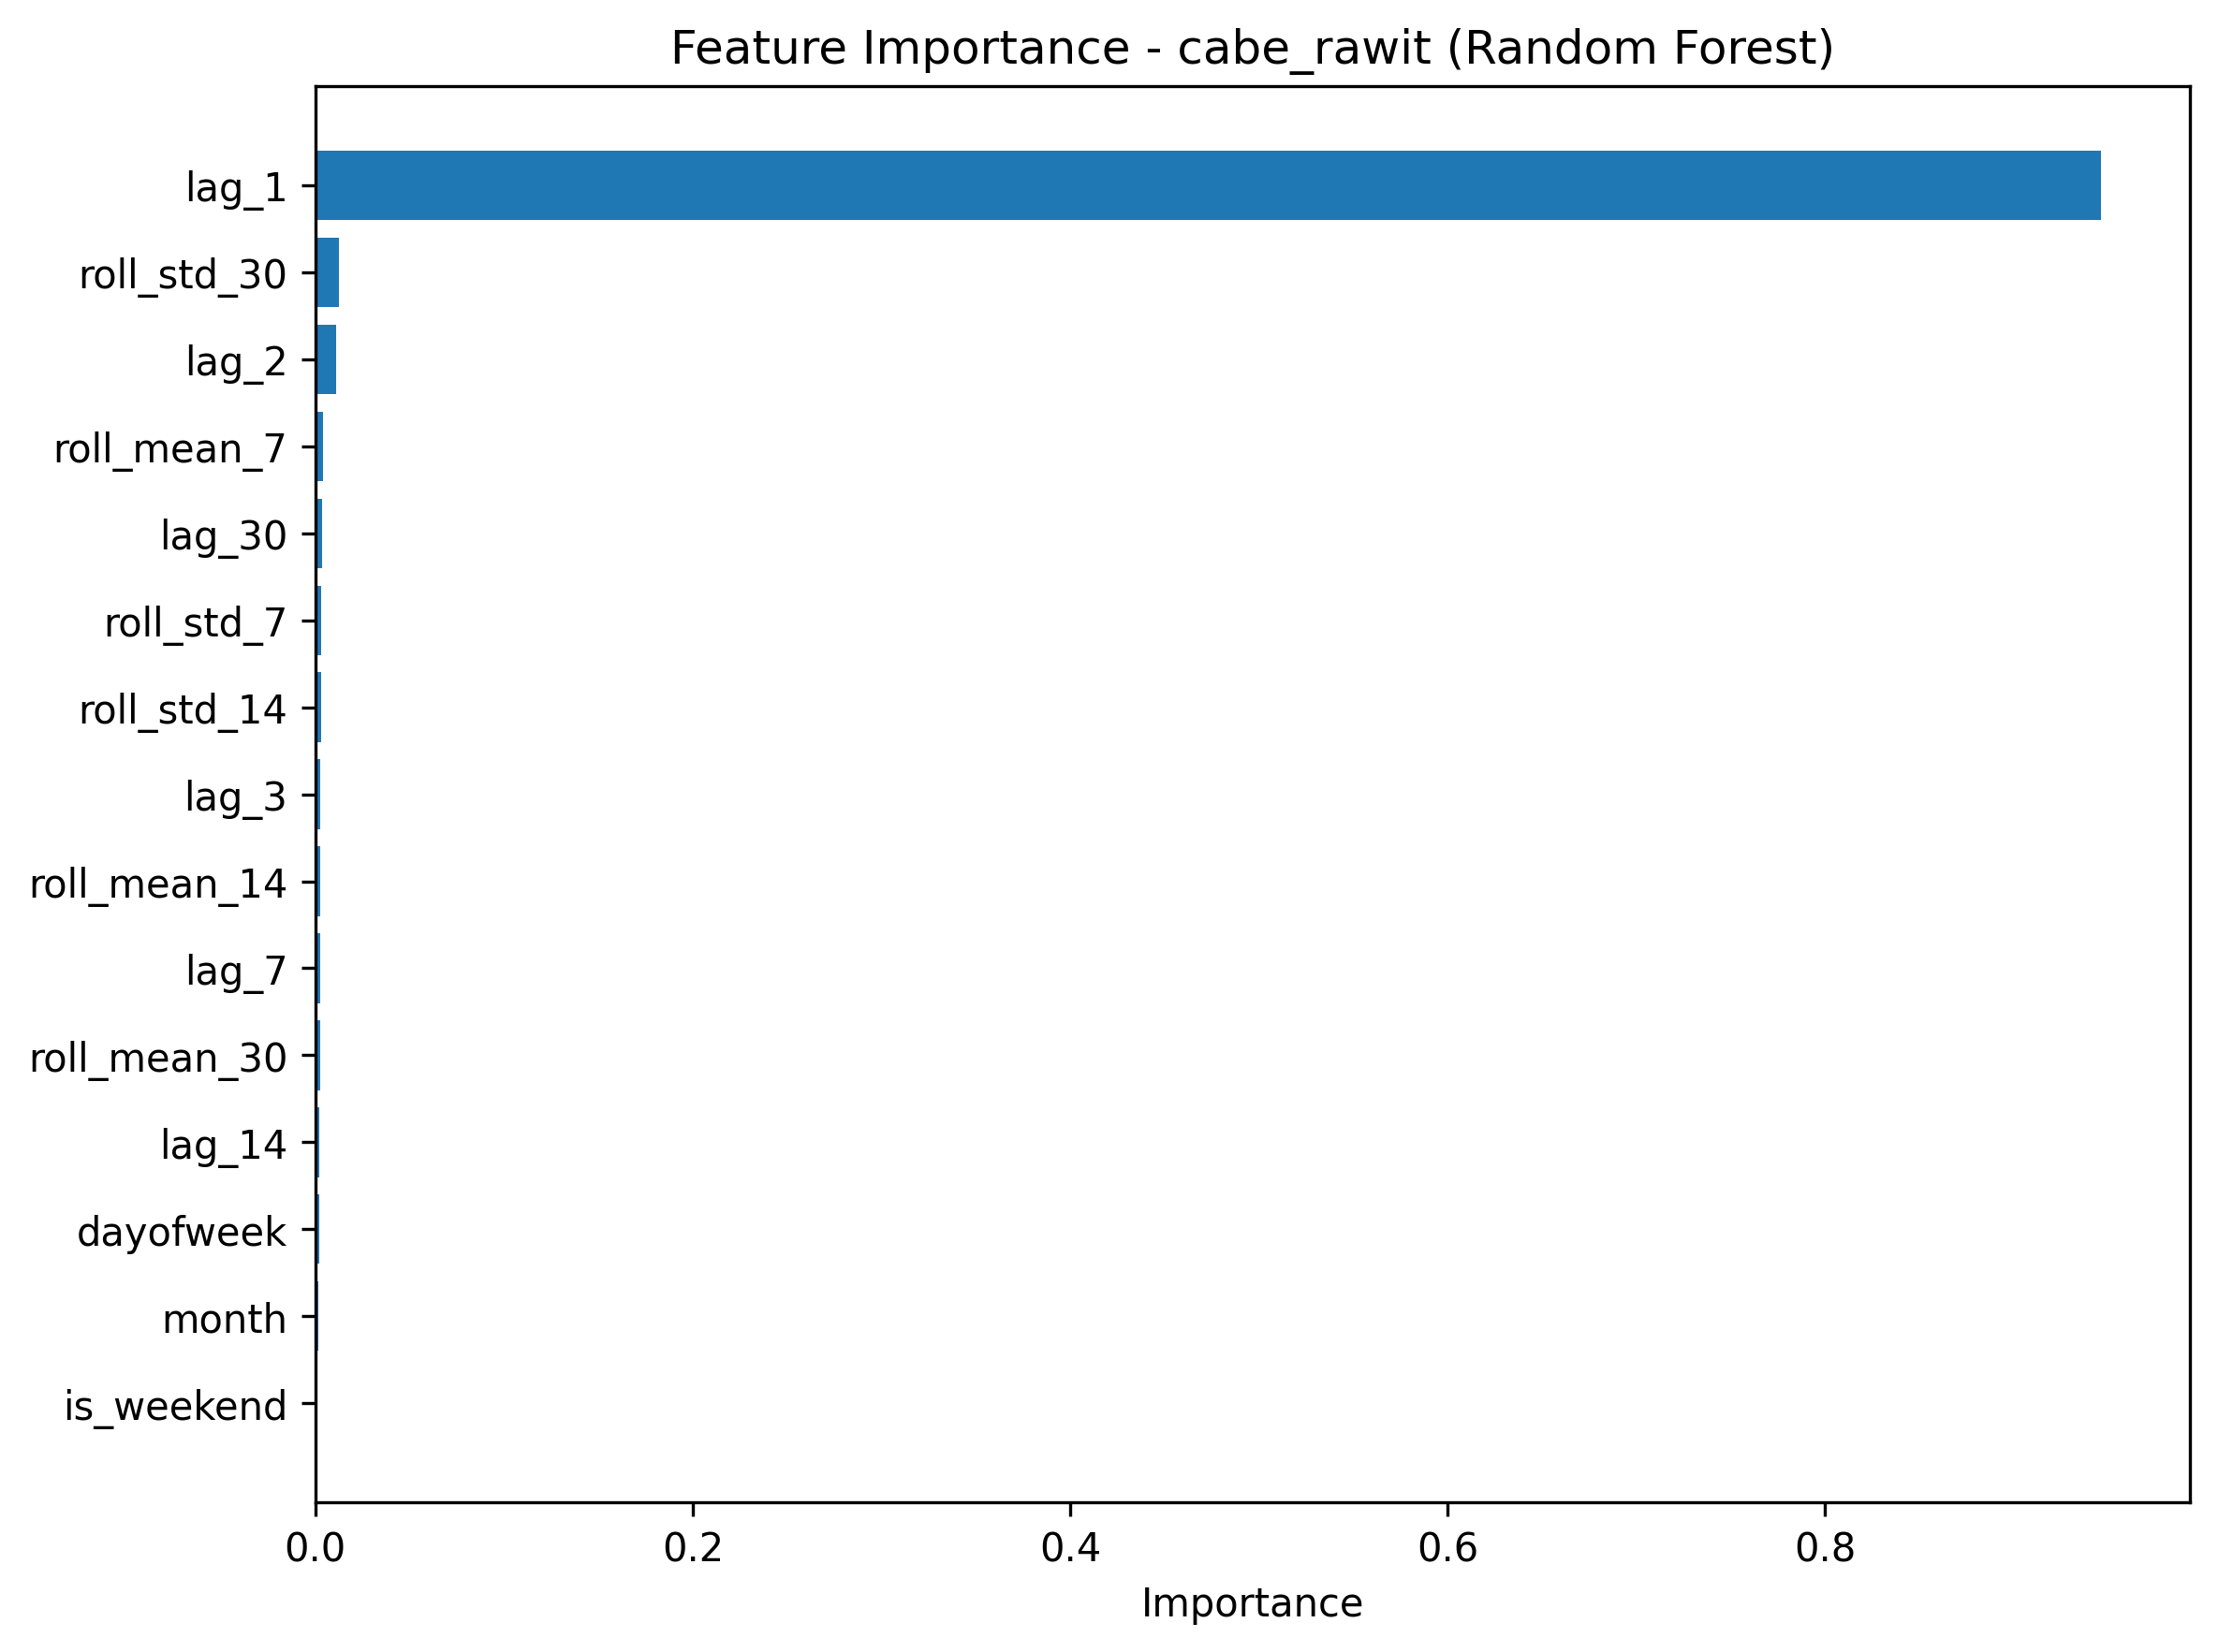 Feature Importance - cabe_rawit (Random Forest)
lag_1
roll_std_30
lag_2
roll_mean_7
lag_30
roll_std_7
roll_std_14
lag_3
roll_mean_14
lag_7
roll_mean_30
lag_14
dayofweek
month
is_weekend
0.0 0.2 0.4 0.6 0.8
Importance